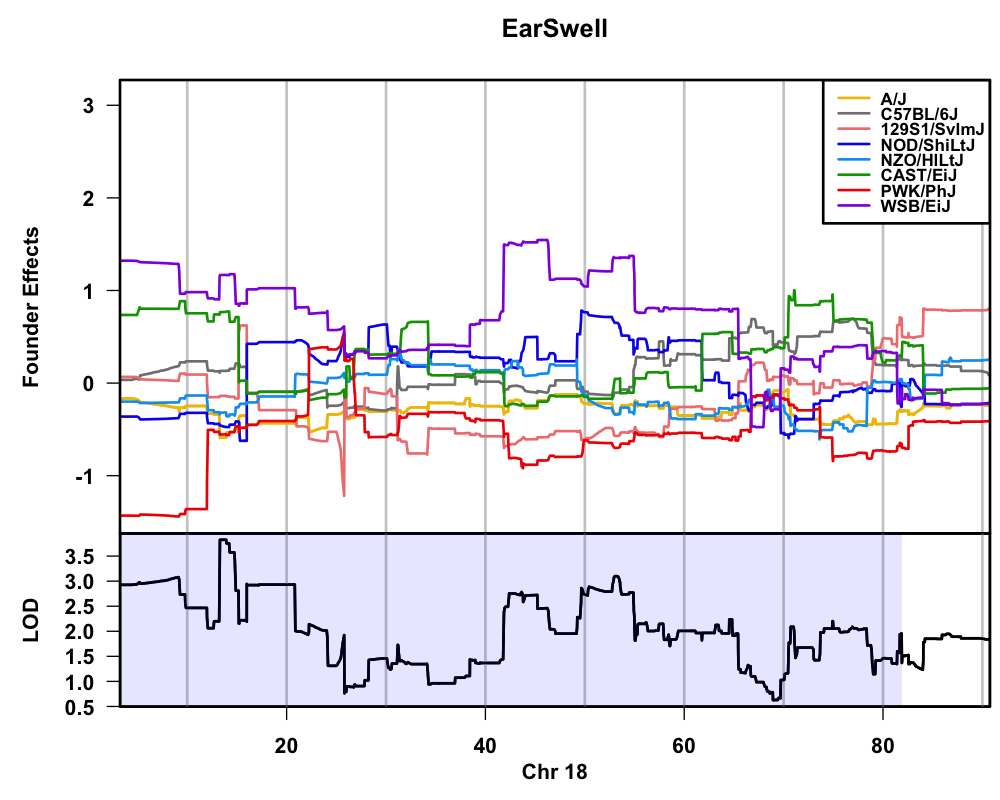 EarSwell
Founder Effects
3
2
1
0
-1
A/J
C57BL/6J
129S1/SvImJ
NOD/ShiLtJ
NZO/HlLtJ
CAST/EiJ
PWK/PhJ
WSB/EiJ
LOD
3.5
3.0
2.5
2.0
1.5
1.0
0.5
20 40 60 80
Chr 18